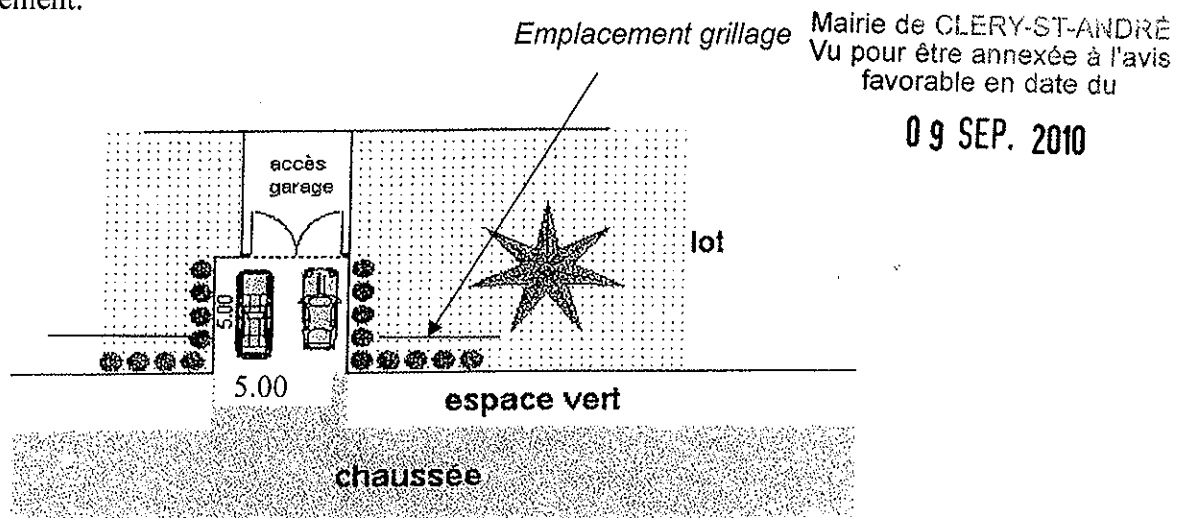 ement.
Emplacement grillage
Mairie de CLERY-ST-ANDRÉ
Vu pour être annexée à l'avis
favorable en date du
09 SEP. 2010
accès
garage
lot
5.00
5.00
espace vert
chaussée